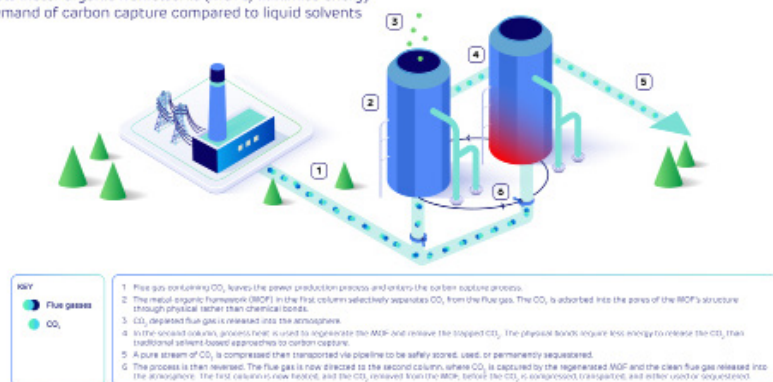 mand of carbon capture compared to liquid solvents
3
4
5
2
1
6
KEY
Flue gasses
CO₂
1 Flue gas containing CO₂ leaves the power production process and enters the carbon capture process.
2 The metal organic framework (MOF) in the first column selectively separates CO₂ from the flue gas. The CO₂ is adsorbed into the pores of the MOF's structure
through physical rather than chemical bonds.
3 CO₂ depleted flue gas is released into the atmosphere.
4 In the second column, process heat is used to regenerate the MOF and remove the trapped CO₂. The physical bonds require less energy to release the CO₂ than
traditional solvent-based approaches to carbon capture.
5 A pure stream of CO₂ is compressed then transported via pipeline to be safely stored, used, or permanently sequestered.
6 The process is then reversed. The flue gas is now directed to the second column, where CO₂ is captured by the regenerated MOF and the clean flue gas released into
the atmosphere. The first column is now heated, and the CO₂ removed from the MOF, before the CO₂ is compressed, transported, and either used or sequestered.